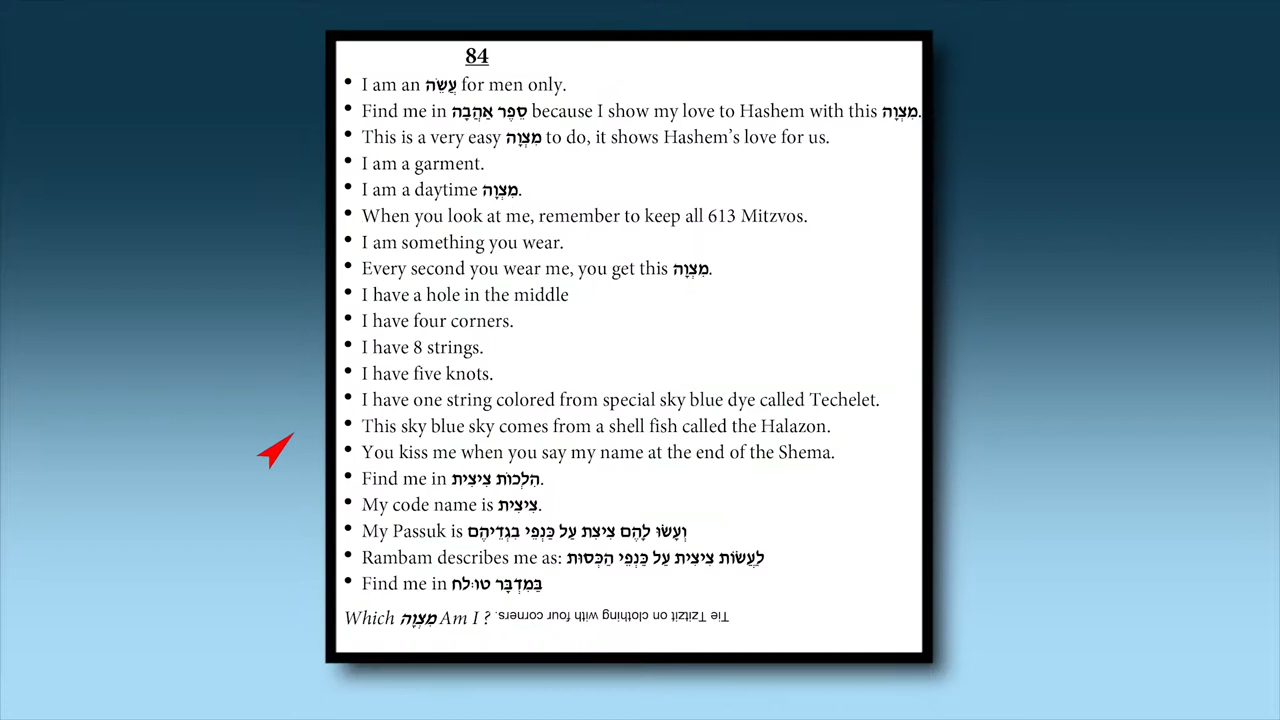 84
• I am an עֲשֵׂה for men only.
• Find me in סֵפֶר אַהֲבָה because I show my love to Hashem with this מִצְוָה.
• This is a very easy מִצְוָה to do, it shows Hashem’s love for us.
• I am a garment.
• I am a daytime מִצְוָה.
• When you look at me, remember to keep all 613 Mitzvos.
• I am something you wear.
• Every second you wear me, you get this מִצְוָה.
• I have a hole in the middle
• I have four corners.
• I have 8 strings.
• I have five knots.
• I have one string colored from special sky blue dye called Techelet.
• This sky blue sky comes from a shell fish called the Halazon.
• You kiss me when you say my name at the end of the Shema.
• Find me in הִלְכוֹת צִיצִית.
• My code name is צִיצִית.
• My Passuk is וְעָשׂוּ לָהֶם צִיצִת עַל כַּנְפֵי בִגְדֵיהֶם
• Rambam describes me as: לַעֲשׂוֹת צִיצִית עַל כַּנְפֵי הַכְּסוּת
• Find me in בַּמִדְבָּר טו:לח
Which מִצְוָה Am I ? Tie Tzitzit on clothing with four corners.